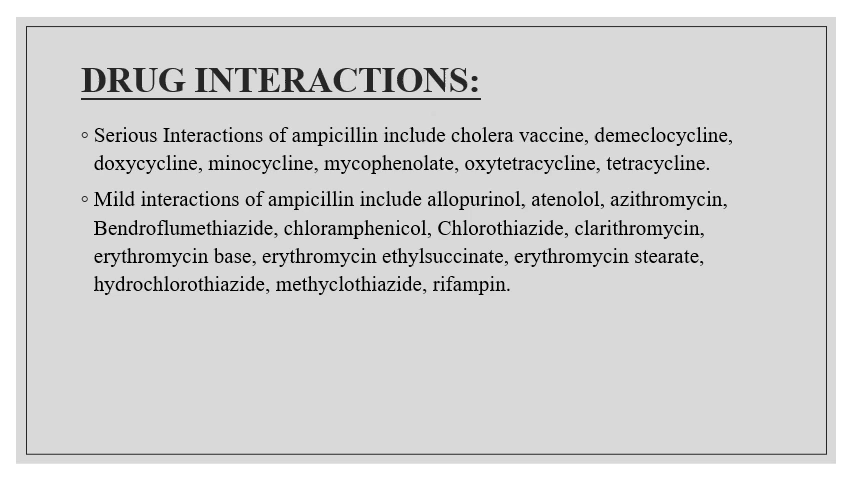 DRUG INTERACTIONS:
◦ Serious Interactions of ampicillin include cholera vaccine, demeclocycline,
doxycycline, minocycline, mycophenolate, oxytetracycline, tetracycline.
◦ Mild interactions of ampicillin include allopurinol, atenolol, azithromycin,
Bendroflumethiazide, chloramphenicol, Chlorothiazide, clarithromycin,
erythromycin base, erythromycin ethylsuccinate, erythromycin stearate,
hydrochlorothiazide, methyclothiazide, rifampin.